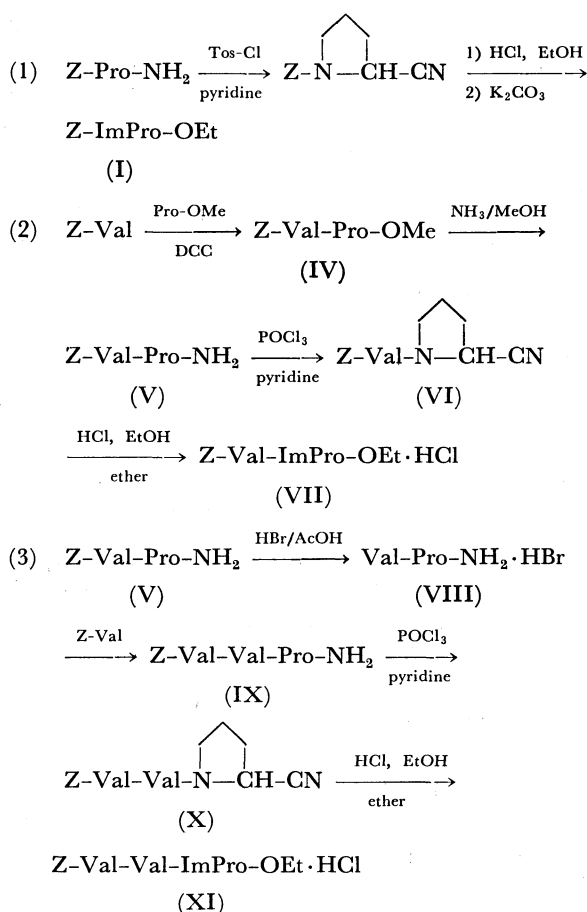 Tos-Cl 1) HCl, EtOH
(1) Z-Pro-NH₂ ⟶ Z-N—CH-CN ⟶
pyridine 2) K₂CO₃
Z-ImPro-OEt
(I)
Pro-OMe NH₃/MeOH
(2) Z-Val ⟶ Z-Val-Pro-OMe ⟶
DCC
(IV)
POCl₃
Z-Val-Pro-NH₂ ⟶ Z-Val-N—CH-CN
pyridine
(V) (VI)
HCl, EtOH
⟶ Z-Val-ImPro-OEt·HCl
ether
(VII)
HBr/AcOH
(3) Z-Val-Pro-NH₂ ⟶ Val-Pro-NH₂·HBr
(V) (VIII)
Z-Val POCl₃
⟶ Z-Val-Val-Pro-NH₂ ⟶
pyridine
(IX)
HCl, EtOH
Z-Val-Val-N—CH-CN ⟶
ether
(X)
Z-Val-Val-ImPro-OEt·HCl
(XI)